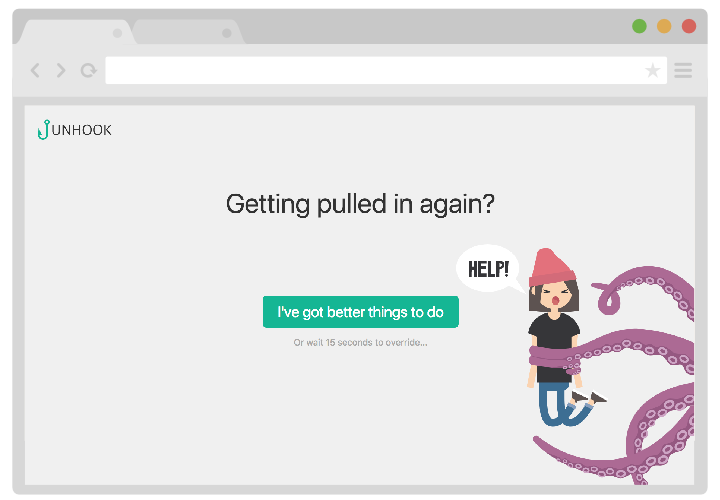 UNHOOK
Getting pulled in again?
HELP!
I've got better things to do
Or wait 15 seconds to override...